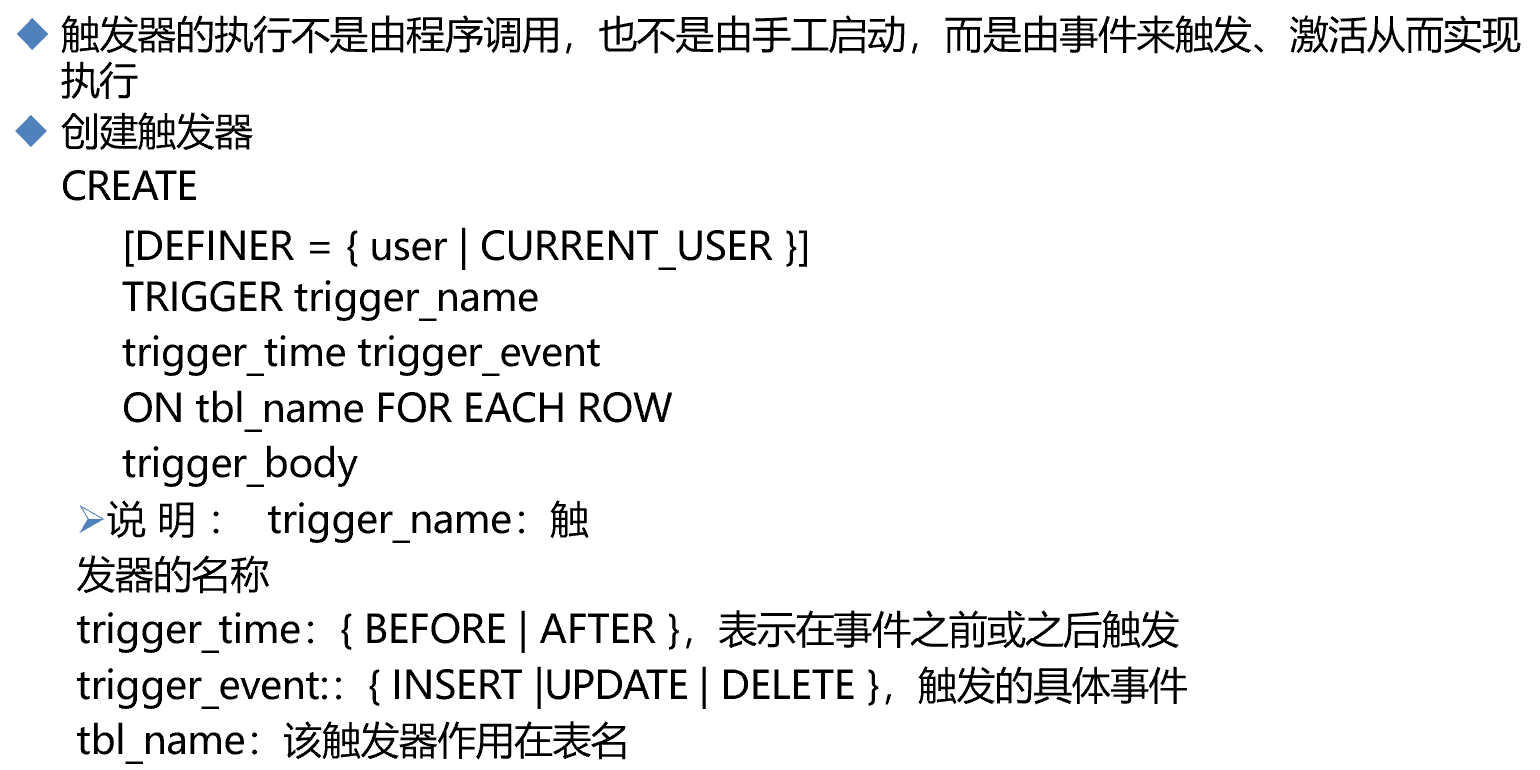 触发器的执行不是由程序调用，也不是由手工启动，而是由事件来触发、激活从而实现
执行
创建触发器
CREATE
[DEFINER = { user | CURRENT_USER }]
TRIGGER trigger_name
trigger_time trigger_event
ON tbl_name FOR EACH ROW
trigger_body
说 明 ： trigger_name：触
发器的名称
trigger_time：{ BEFORE | AFTER }，表示在事件之前或之后触发
trigger_event:：{ INSERT |UPDATE | DELETE }，触发的具体事件
tbl_name：该触发器作用在表名